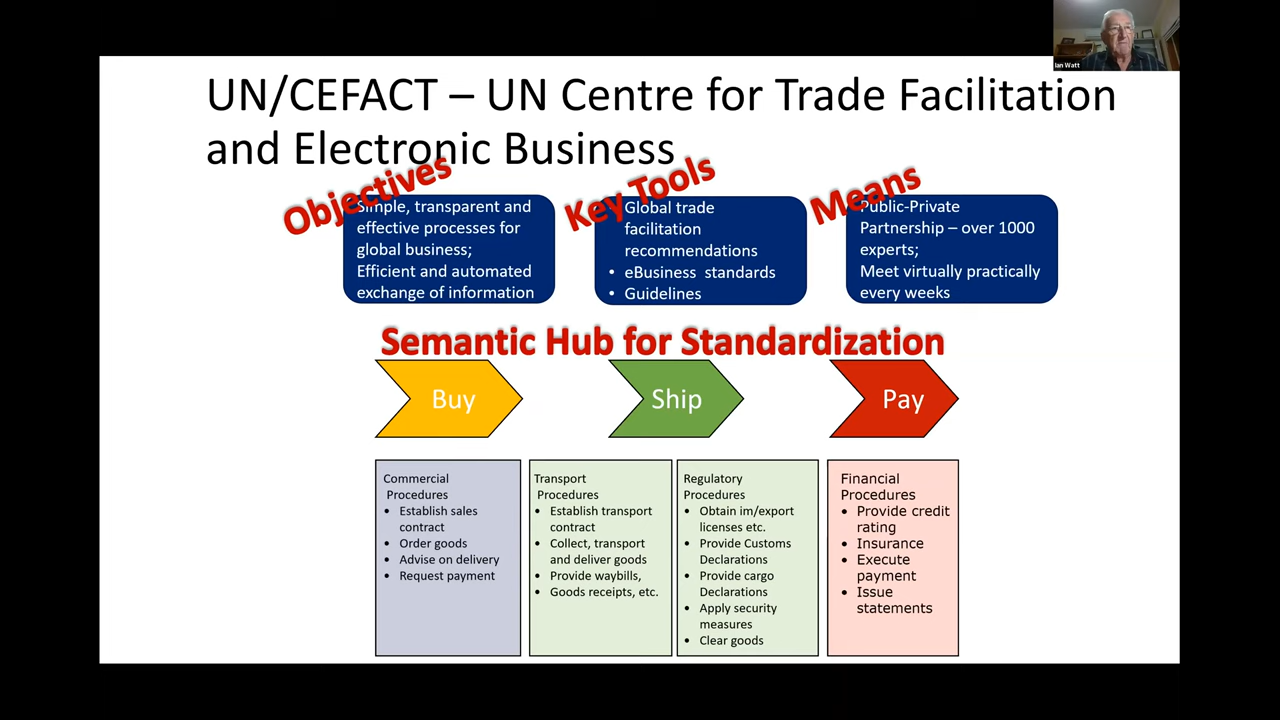 Ian Watt
UN/CEFACT – UN Centre for Trade Facilitation
and Electronic Business
Objectives
Simple, transparent and
effective processes for
global business;
Efficient and automated
exchange of information
Key Tools
Global trade
facilitation
recommendations
• eBusiness standards
• Guidelines
Means
Public-Private
Partnership – over 1000
experts;
Meet virtually practically
every weeks
Semantic Hub for Standardization
Buy
Ship
Pay
Commercial
Procedures
• Establish sales
contract
• Order goods
• Advise on delivery
• Request payment
Transport
Procedures
• Establish transport
contract
• Collect, transport
and deliver goods
• Provide waybills,
• Goods receipts, etc.
Regulatory
Procedures
• Obtain im/export
licenses etc.
• Provide Customs
Declarations
• Provide cargo
Declarations
• Apply security
measures
• Clear goods
Financial
Procedures
• Provide credit
rating
• Insurance
• Execute
payment
• Issue
statements